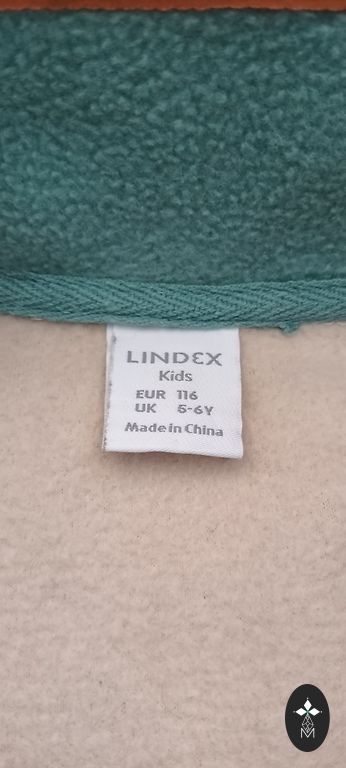 LINDEX
Kids
EUR 116
UK 5-6Y
Made in China
M